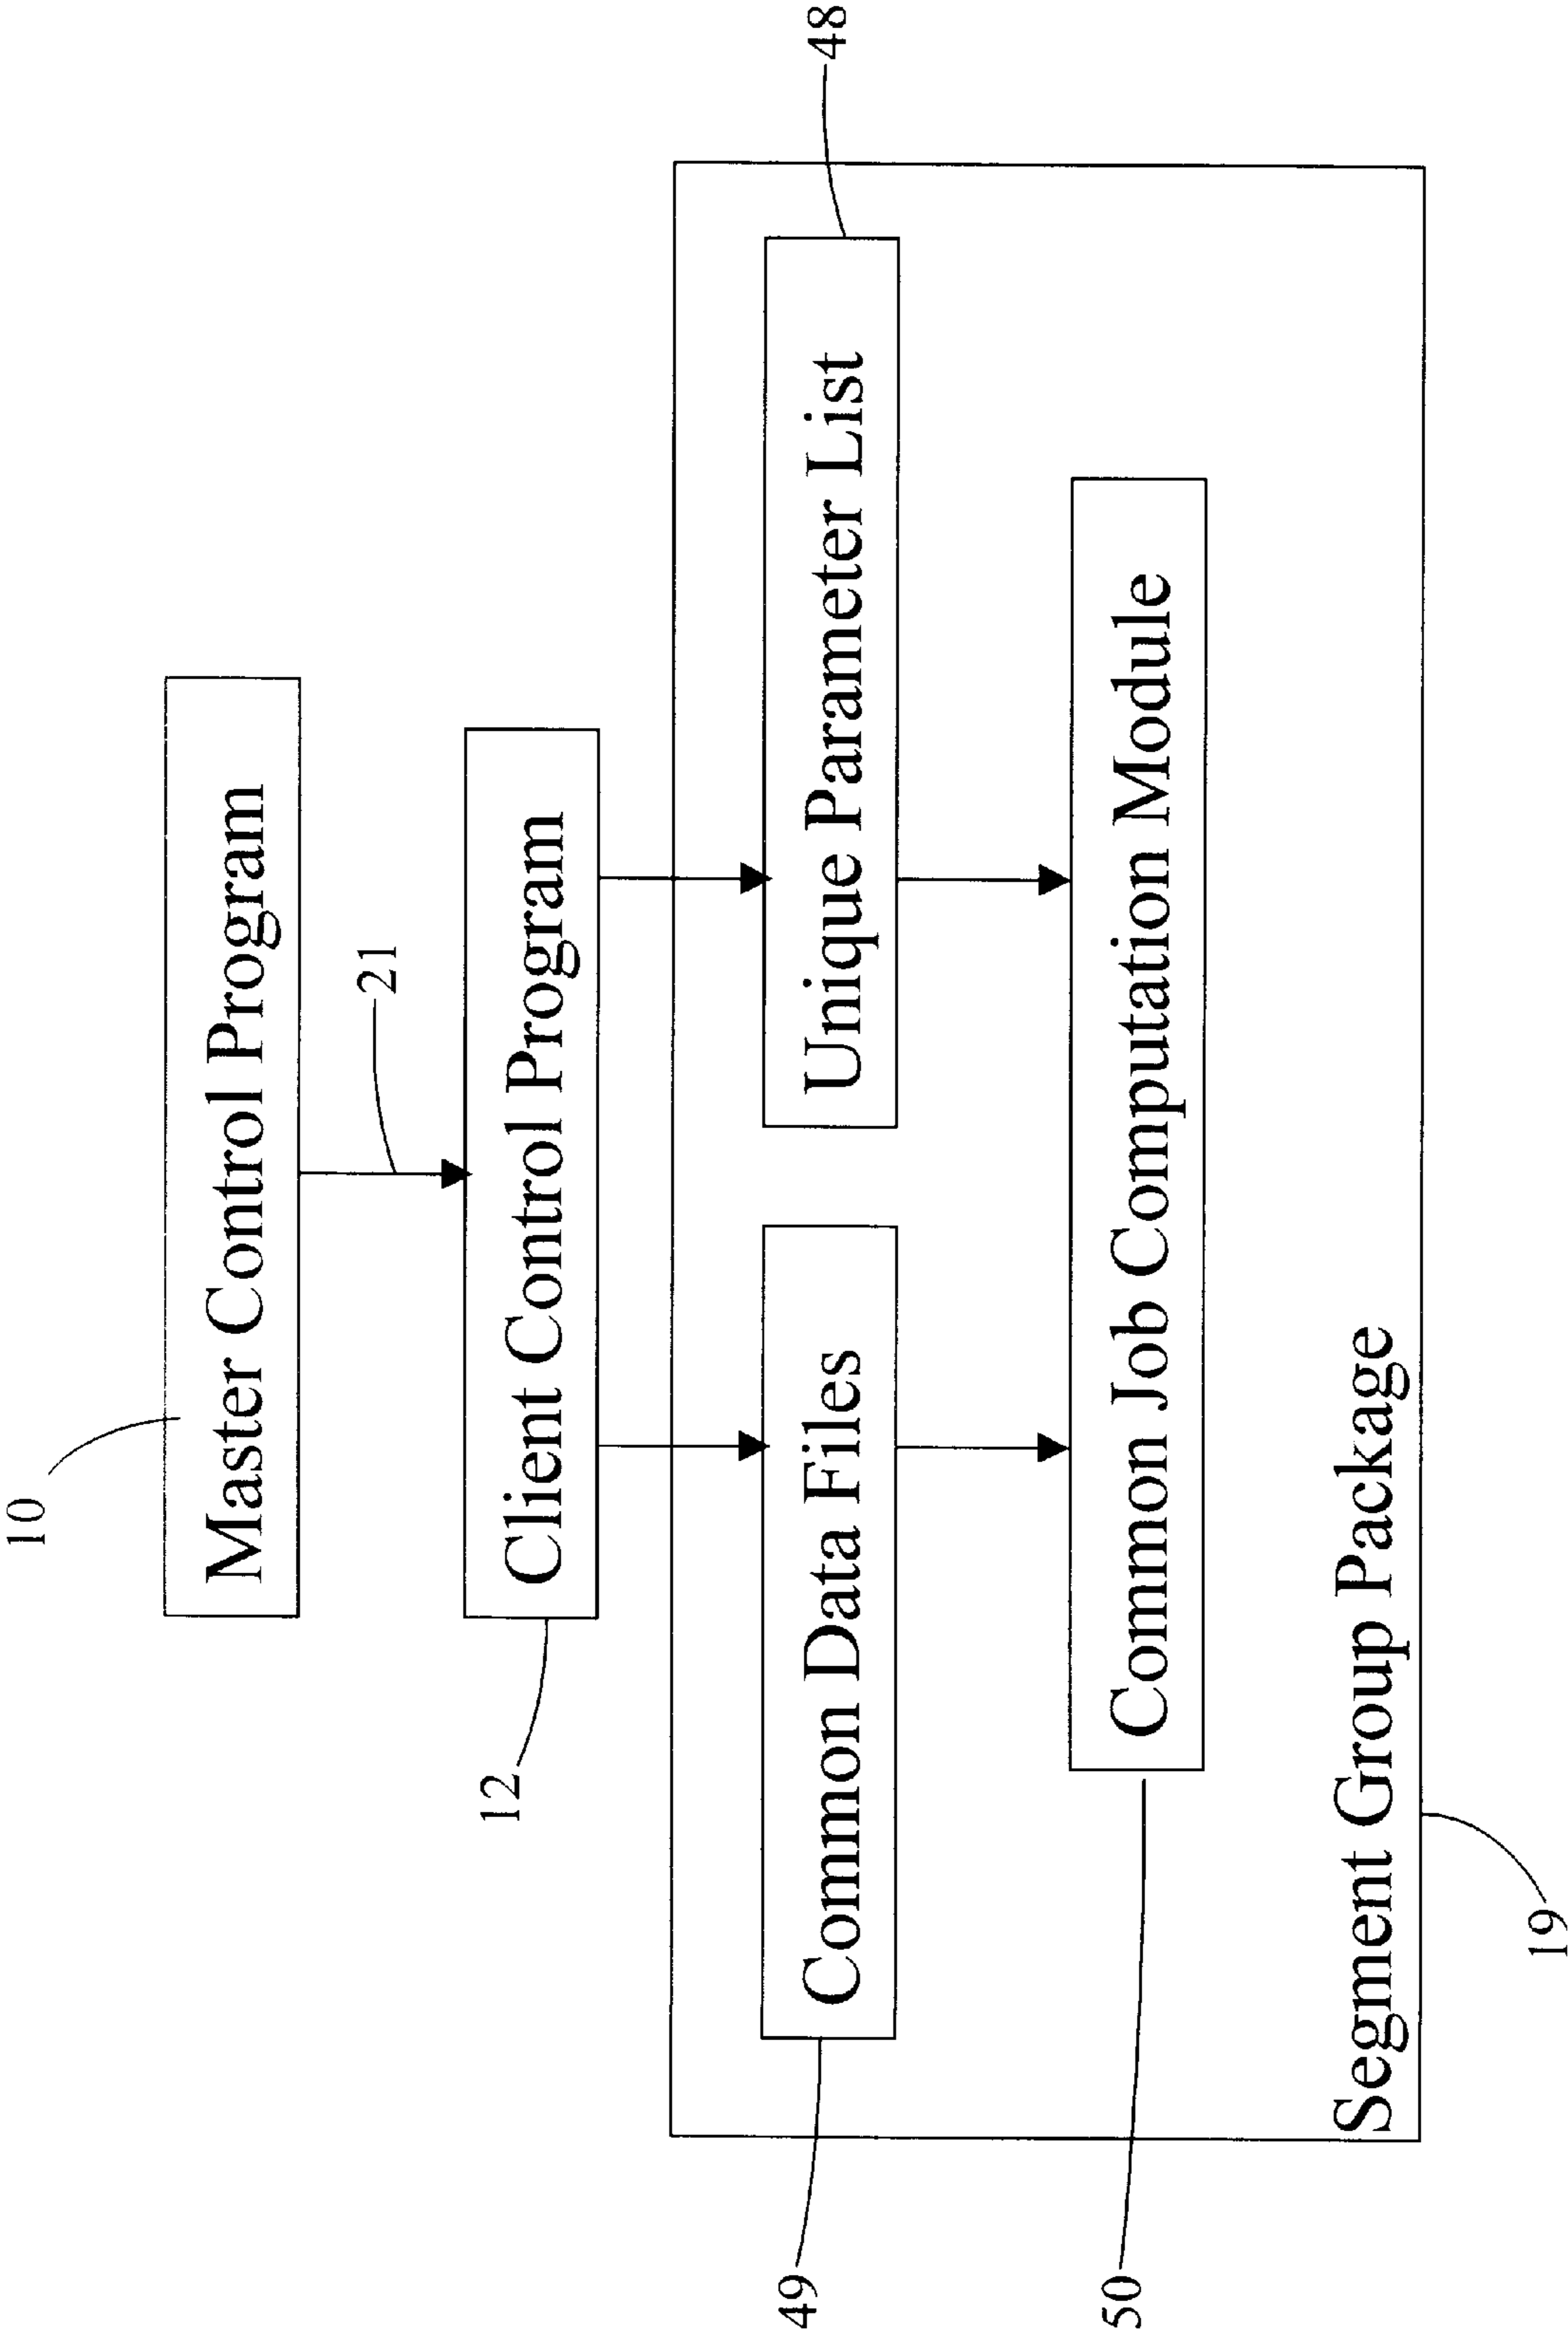 10
Master Control Program
21
12
Client Control Program
49
Common Data Files
Unique Parameter List
48
50
Common Job Computation Module
Segment Group Package
19